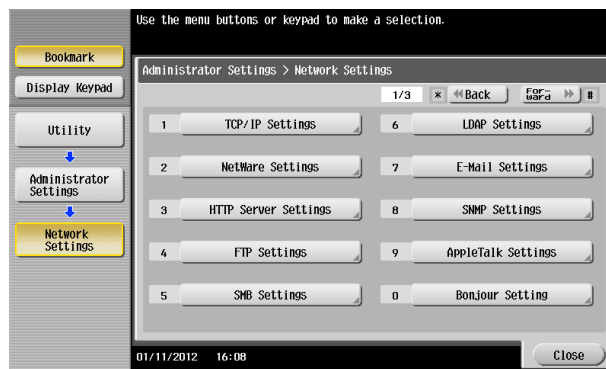 Use the menu buttons or keypad to make a selection.
Bookmark
Display Keypad
Utility
Administrator
Settings
Network
Settings
Administrator Settings > Network Settings
1/3 * Back For-ward #
1 TCP/IP Settings
6 LDAP Settings
2 NetWare Settings
7 E-Mail Settings
3 HTTP Server Settings
8 SNMP Settings
4 FTP Settings
9 AppleTalk Settings
5 SMB Settings
0 Bonjour Setting
01/11/2012 16:08
Close